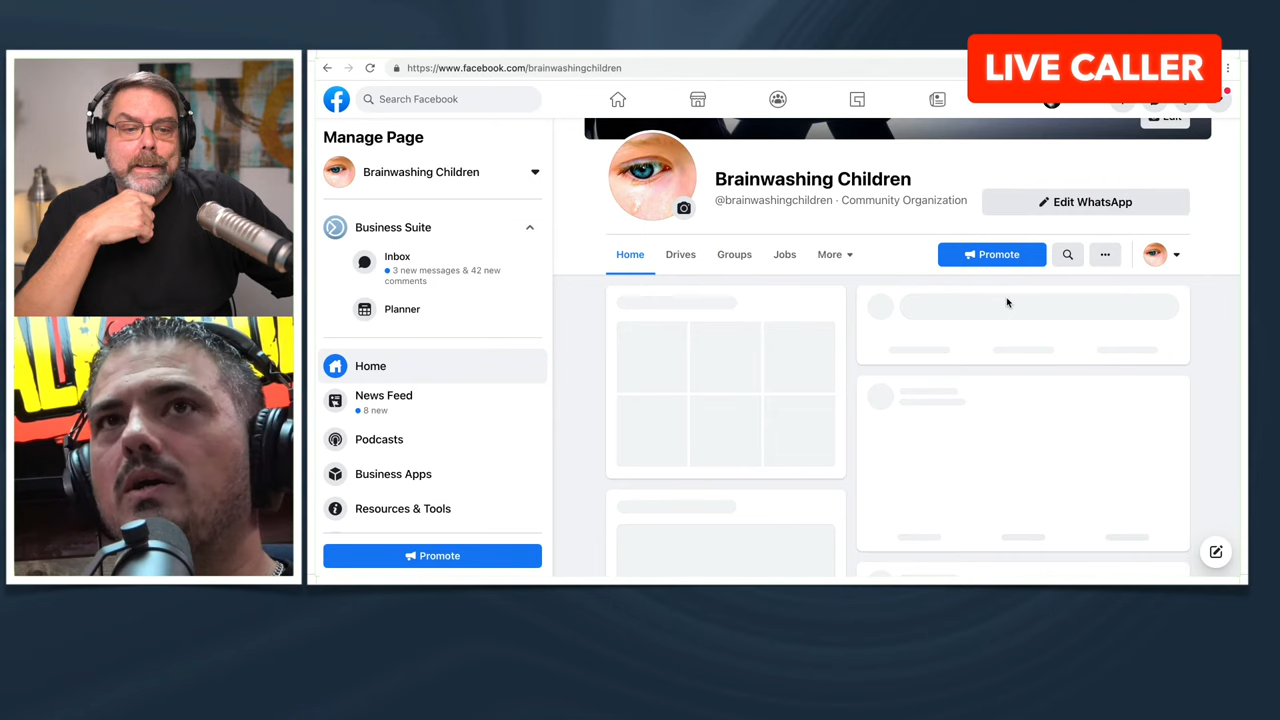 LIVE CALLER
https://www.facebook.com/brainwashingchildren
Search Facebook
Manage Page
Brainwashing Children
Business Suite
Inbox
3 new messages & 42 new
comments
Planner
Home
News Feed
8 new
Podcasts
Business Apps
Resources & Tools
Promote
Edit
Brainwashing Children
@brainwashingchildren · Community Organization
Edit WhatsApp
Home Drives Groups Jobs More
Promote